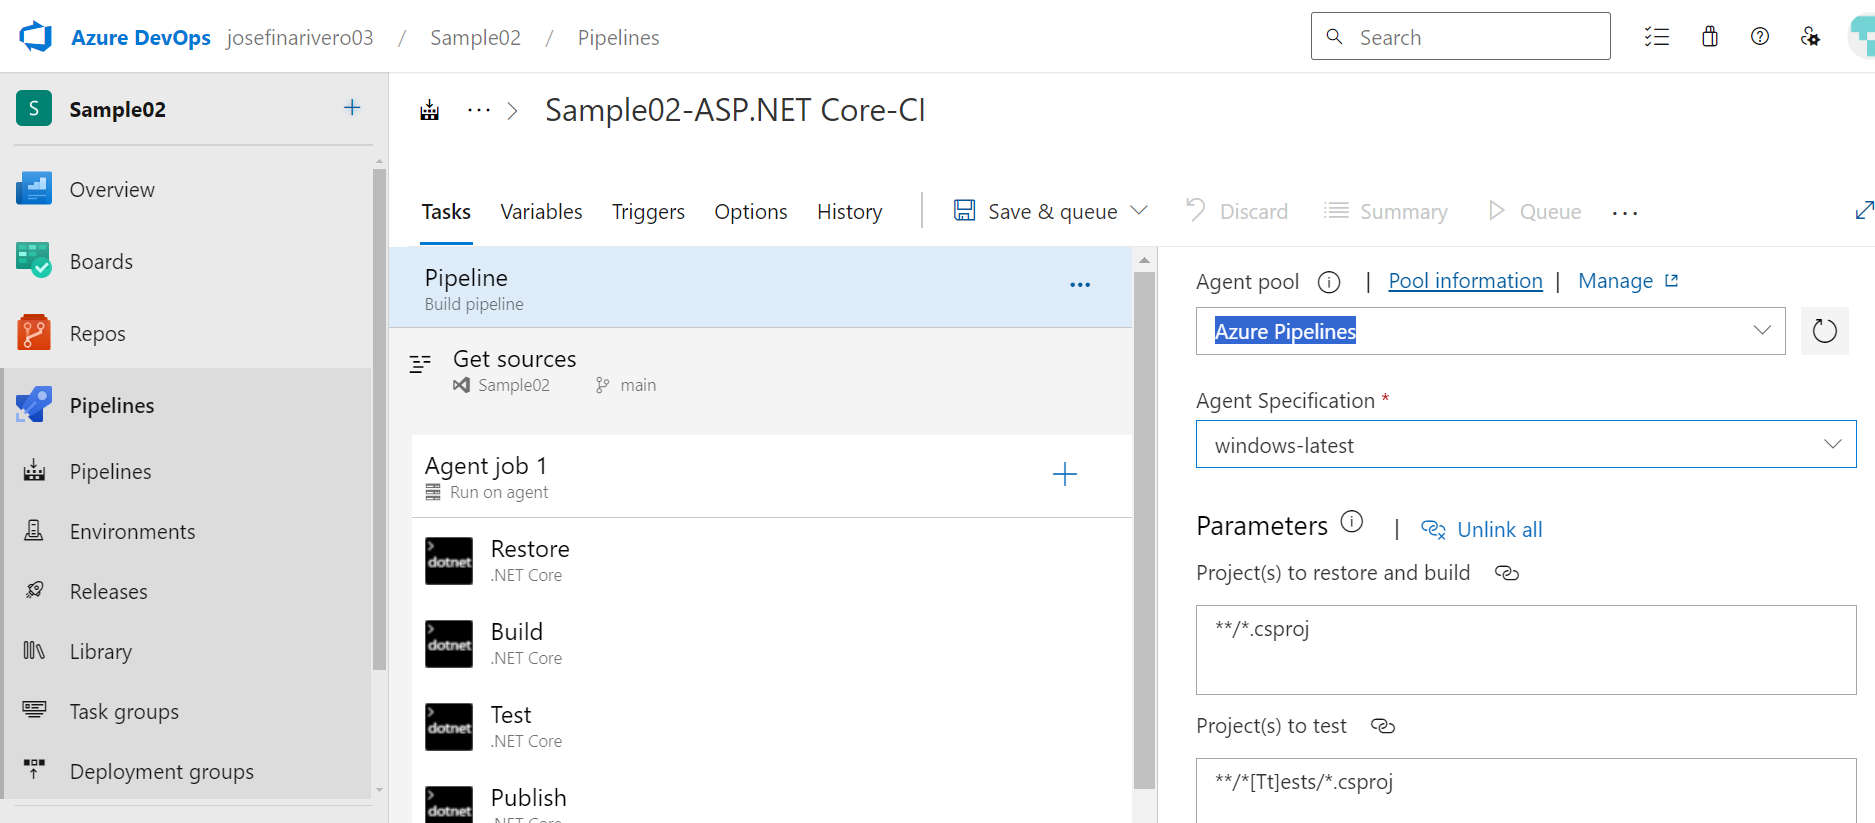 Azure DevOps josefinarivero03 / Sample02 / Pipelines
Search
S Sample02
Overview
Boards
Repos
Pipelines
Pipelines
Environments
Releases
Library
Task groups
Deployment groups
Sample02-ASP.NET Core-CI
Tasks Variables Triggers Options History Save & queue Discard Summary Queue
Pipeline
Build pipeline
Get sources
Sample02 main
Agent job 1
Run on agent
dotnet Restore
.NET Core
dotnet Build
.NET Core
dotnet Test
.NET Core
dotnet Publish
.NET Core
Agent pool | Pool information | Manage
Azure Pipelines
Agent Specification *
windows-latest
Parameters | Unlink all
Project(s) to restore and build
**/*.csproj
Project(s) to test
**/*[Tt]ests/*.csproj